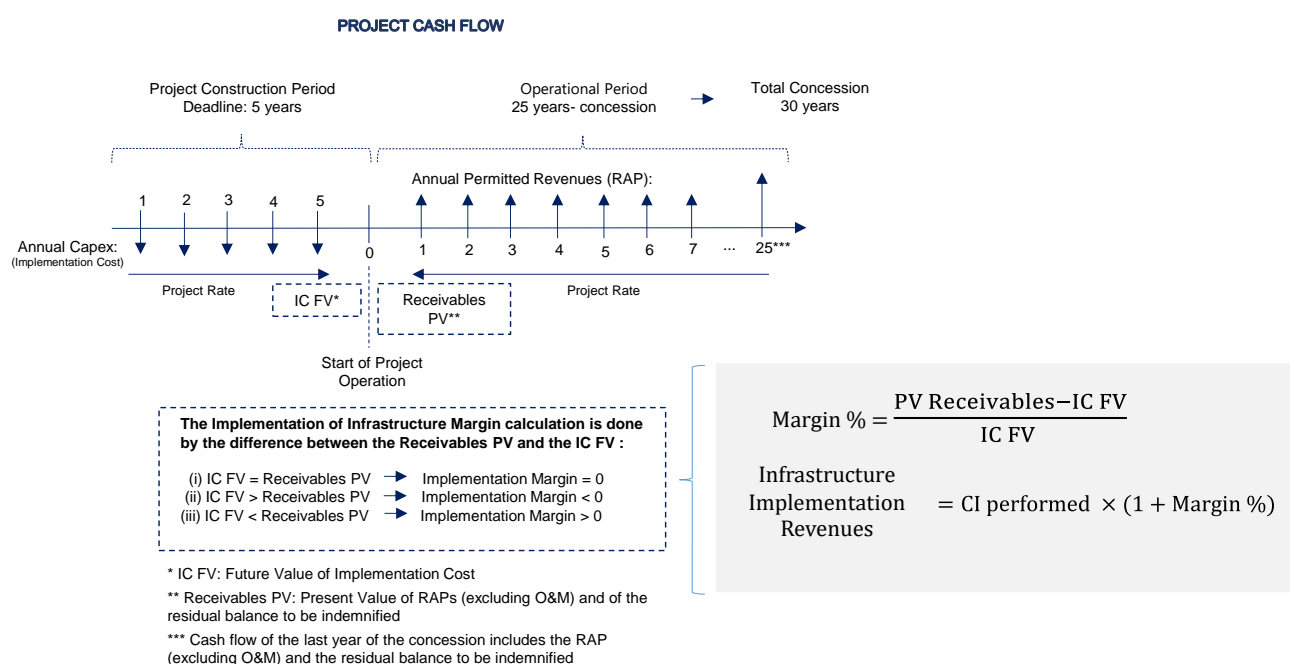 PROJECT CASH FLOW
Project Construction Period
Deadline: 5 years
Operational Period
25 years- concession
Total Concession
30 years
Annual Permitted Revenues (RAP):
1 2 3 4 5
Annual Capex:
(Implementation Cost)
0 1 2 3 4 5 6 7 ... 25***
Project Rate
IC FV*
Receivables
PV**
Project Rate
Start of Project
Operation
The Implementation of Infrastructure Margin calculation is done
by the difference between the Receivables PV and the IC FV :
(i) IC FV = Receivables PV Implementation Margin = 0
(ii) IC FV > Receivables PV Implementation Margin < 0
(iii) IC FV < Receivables PV Implementation Margin > 0
Margin % = PV Receivables−IC FV
IC FV
Infrastructure
Implementation = CI performed × (1 + Margin %)
Revenues
* IC FV: Future Value of Implementation Cost
** Receivables PV: Present Value of RAPs (excluding O&M) and of the
residual balance to be indemnified
*** Cash flow of the last year of the concession includes the RAP
(excluding O&M) and the residual balance to be indemnified